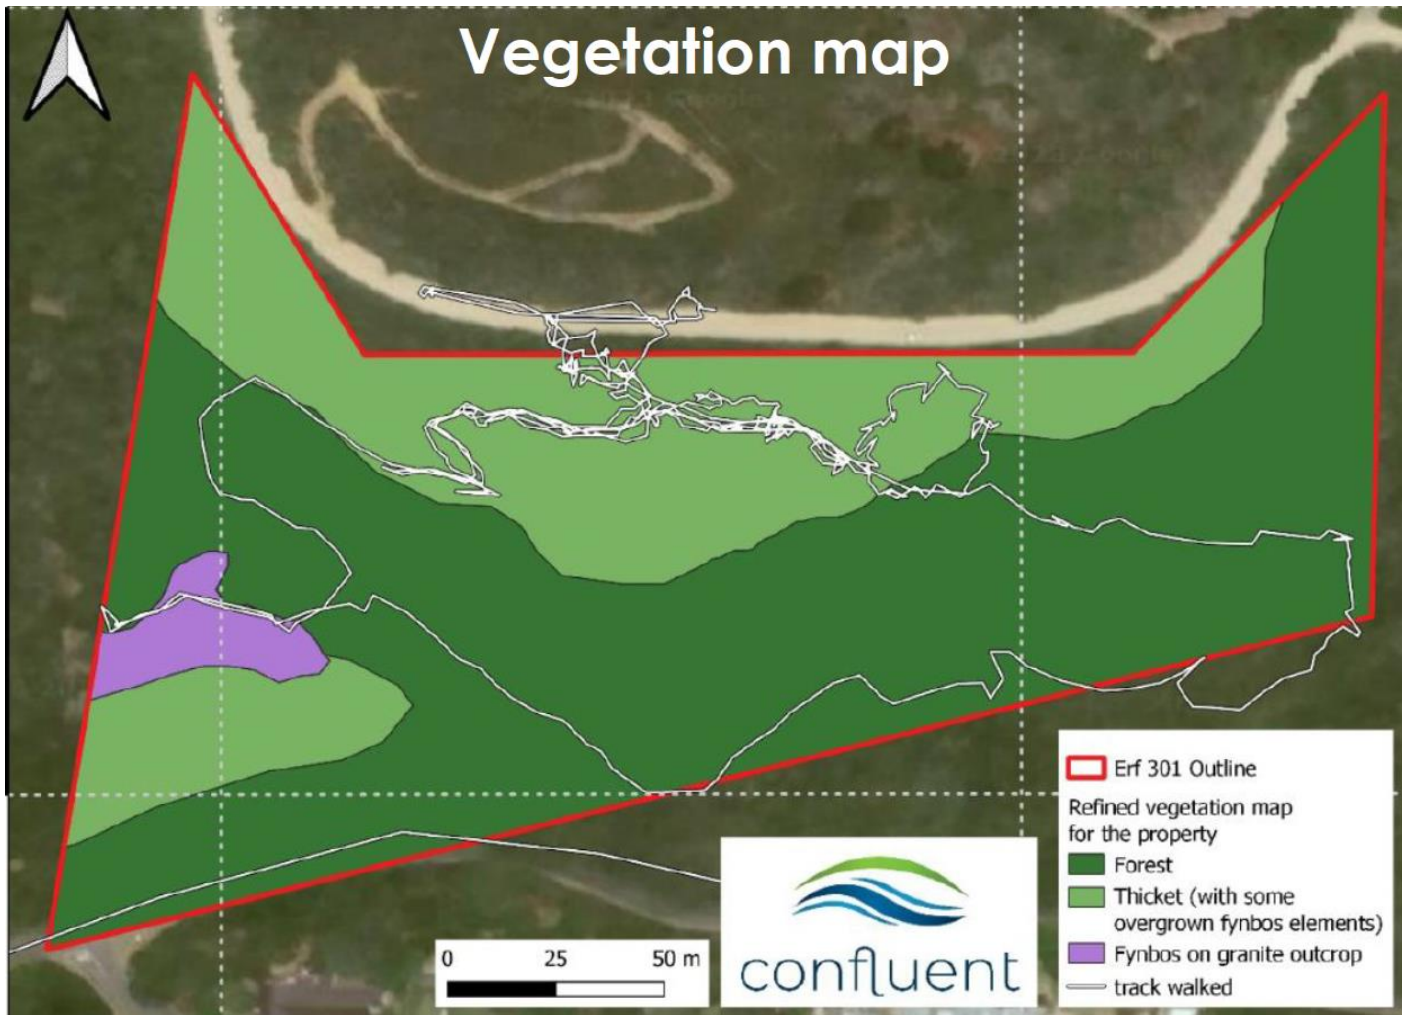 Vegetation map
Erf 301 Outline
Refined vegetation map
for the property
Forest
Thicket (with some
overgrown fynbos elements)
Fynbos on granite outcrop
track walked
0 25 50 m
confluent